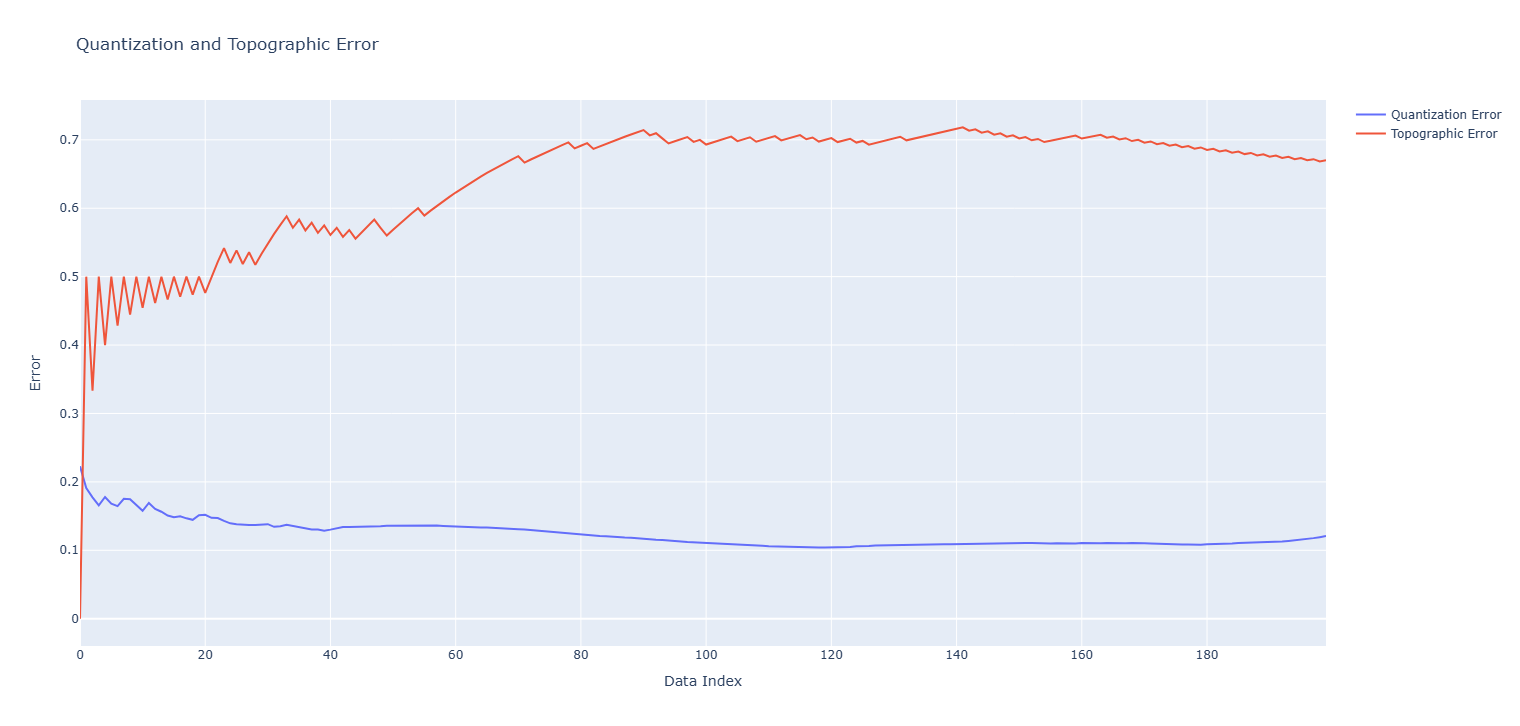 Quantization and Topographic Error
Quantization Error
Topographic Error
0.7
0.6
0.5
0.4
0.3
0.2
0.1
0
Error
0 20 40 60 80 100 120 140 160 180
Data Index